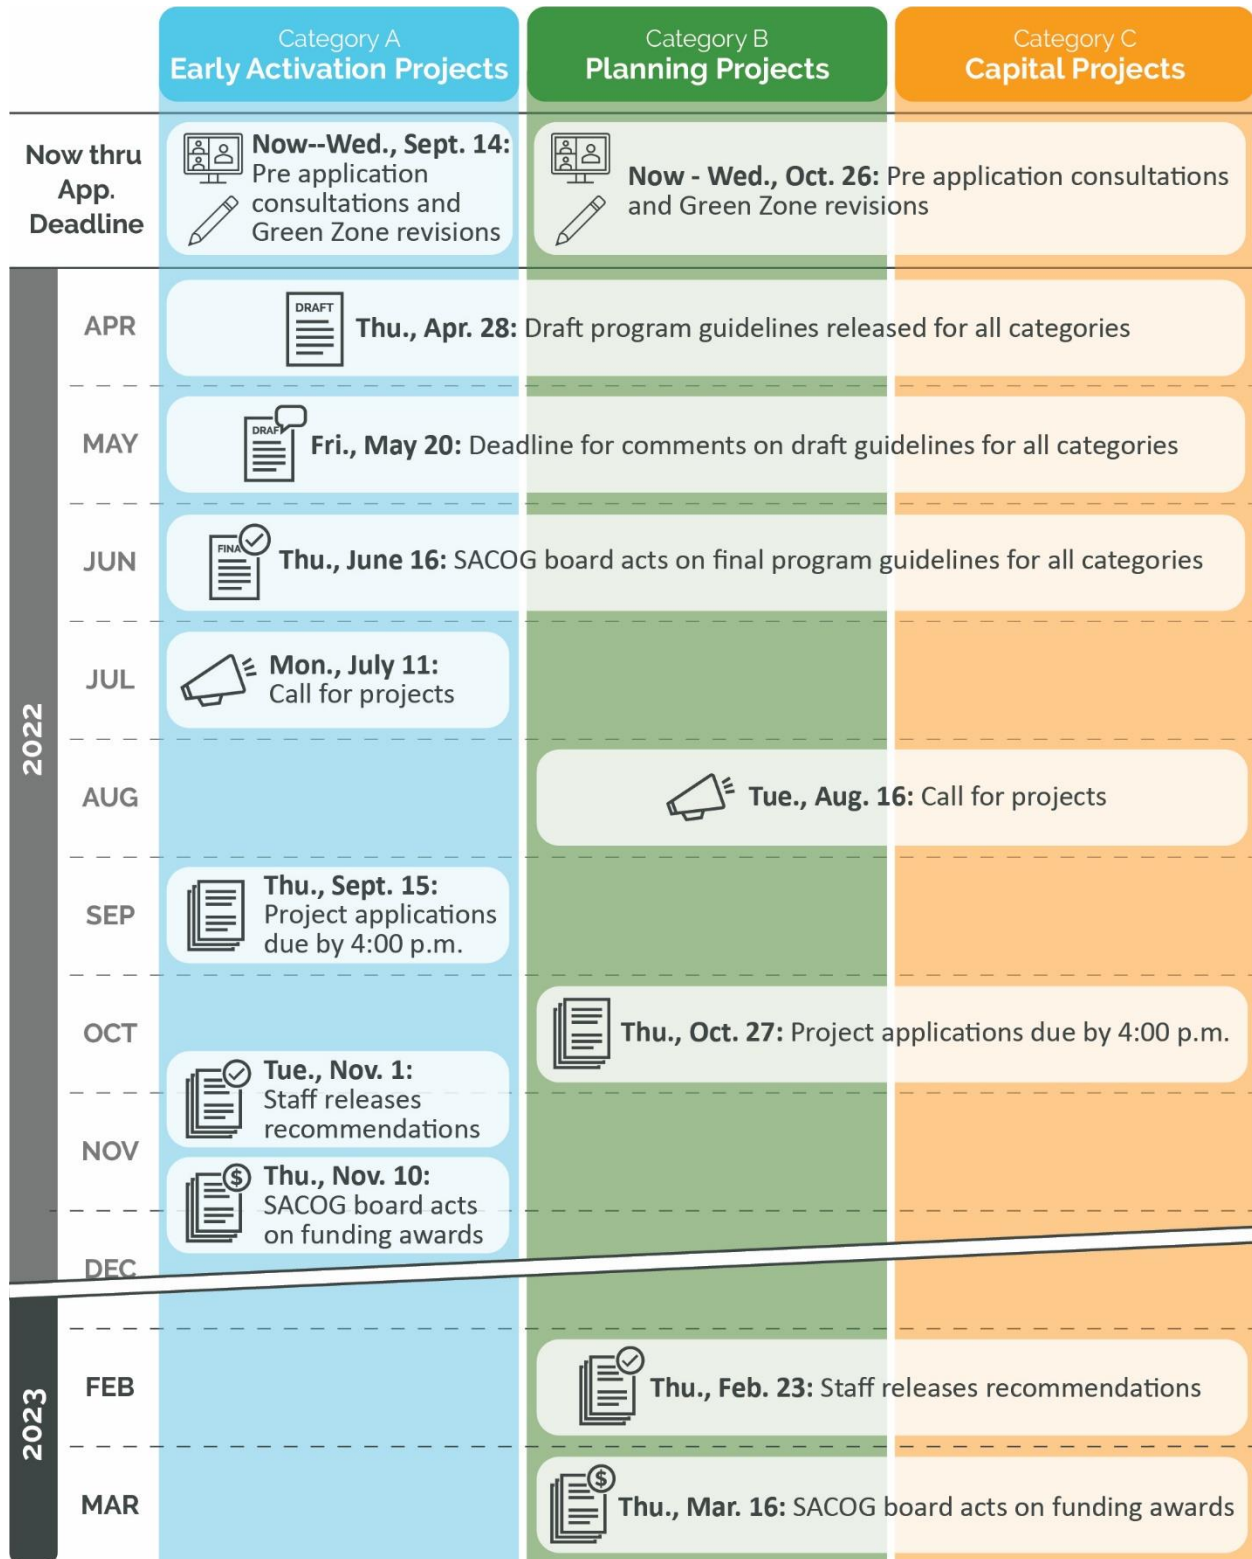 Category A
Early Activation Projects
Category B
Planning Projects
Category C
Capital Projects
Now thru
App.
Deadline
Now--Wed., Sept. 14:
Pre application
consultations and
Green Zone revisions
Now - Wed., Oct. 26: Pre application consultations
and Green Zone revisions
2022
APR
DRAFT
Thu., Apr. 28: Draft program guidelines released for all categories
MAY
DRAF
Fri., May 20: Deadline for comments on draft guidelines for all categories
JUN
FINA
Thu., June 16: SACOG board acts on final program guidelines for all categories
JUL
Mon., July 11:
Call for projects
AUG
Tue., Aug. 16: Call for projects
SEP
Thu., Sept. 15:
Project applications
due by 4:00 p.m.
OCT
Thu., Oct. 27: Project applications due by 4:00 p.m.
Tue., Nov. 1:
Staff releases
recommendations
NOV
$
Thu., Nov. 10:
SACOG board acts
on funding awards
DEC
2023
FEB
Thu., Feb. 23: Staff releases recommendations
MAR
$
Thu., Mar. 16: SACOG board acts on funding awards